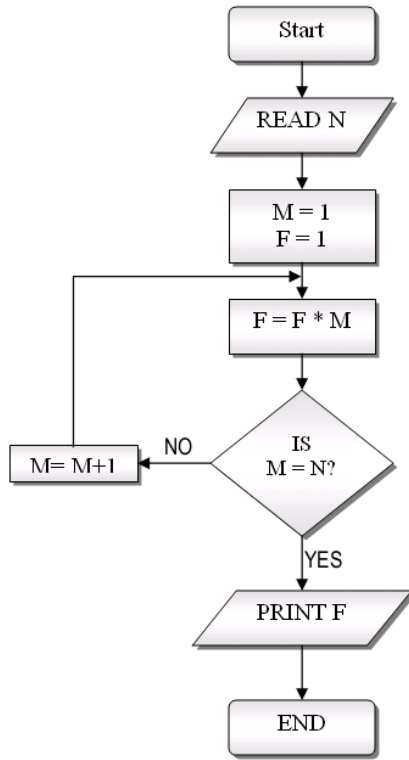 Start
READ N
M = 1
F = 1
F = F * M
IS
M = N?
NO
M= M+1
YES
PRINT F
END